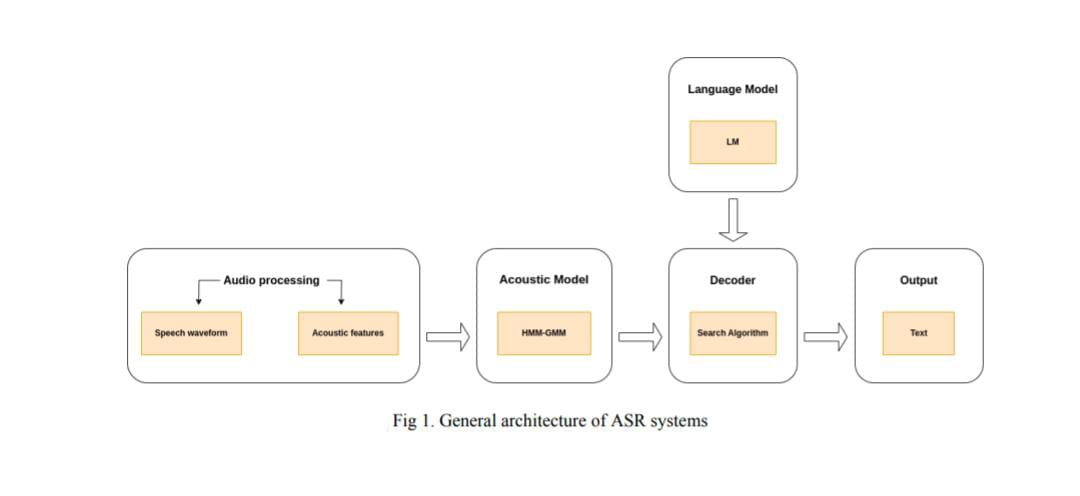 Language Model
LM
Audio processing
Speech waveform
Acoustic features
Acoustic Model
HMM-GMM
Decoder
Search Algorithm
Output
Text
Fig 1. General architecture of ASR systems